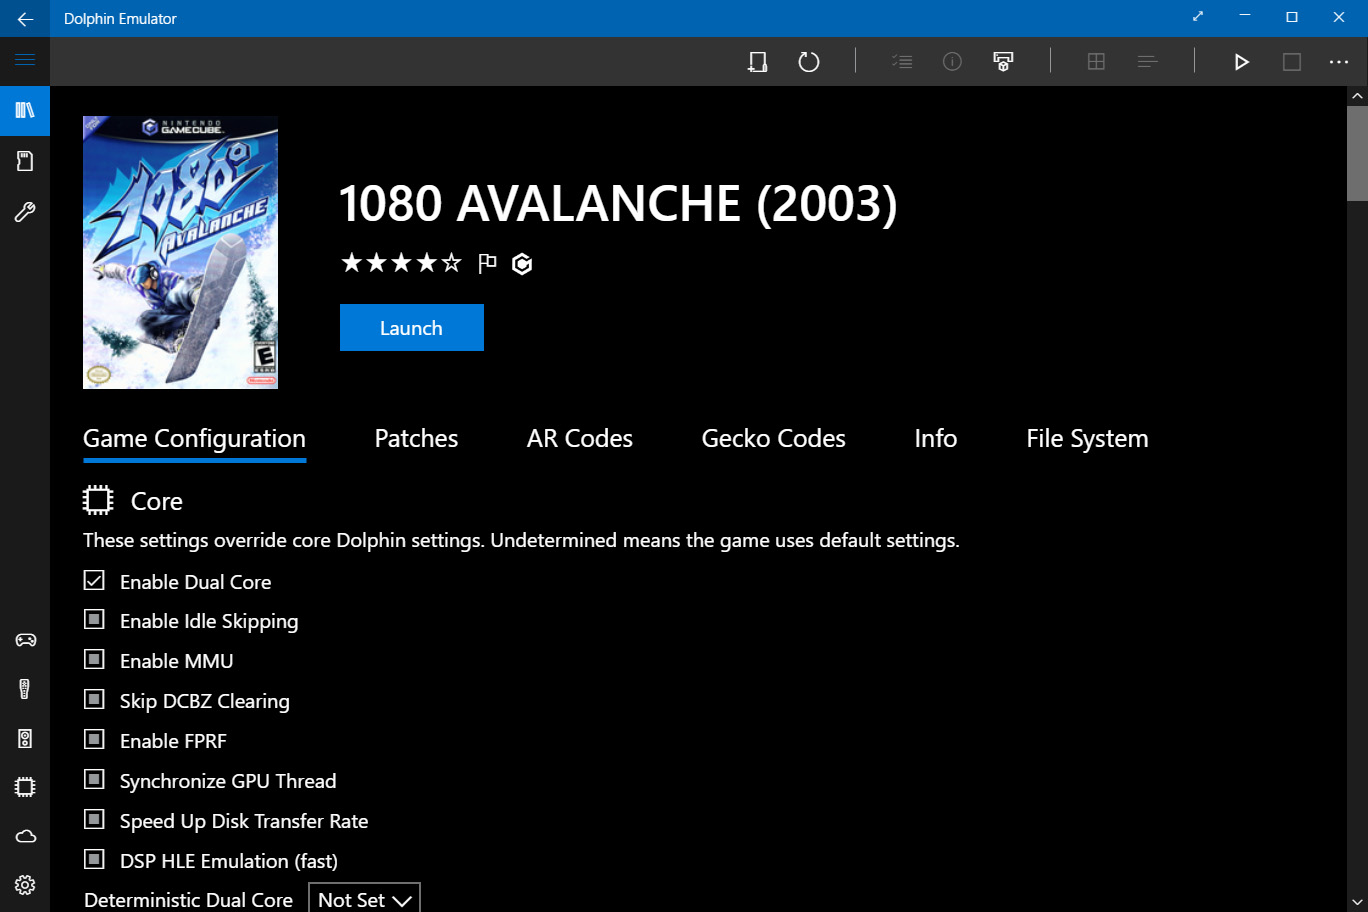 Dolphin Emulator
NINTENDO
GAMECUBE
1080°
AVALANCHE
E
Nintendo
1080 AVALANCHE (2003)
Launch
Game Configuration
Patches
AR Codes
Gecko Codes
Info
File System
Core
These settings override core Dolphin settings. Undetermined means the game uses default settings.
Enable Dual Core
Enable Idle Skipping
Enable MMU
Skip DCBZ Clearing
Enable FPRF
Synchronize GPU Thread
Speed Up Disk Transfer Rate
DSP HLE Emulation (fast)
Deterministic Dual Core
Not Set